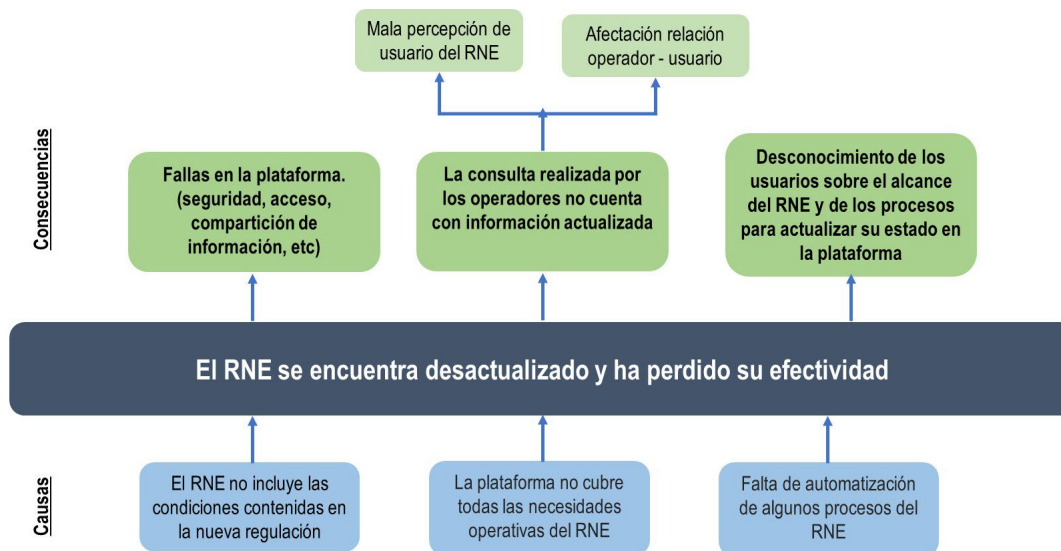 Mala percepción de
usuario del RNE
Afectación relación
operador - usuario
Consecuencias
Fallas en la plataforma.
(seguridad, acceso,
compartición de
información, etc)
La consulta realizada por
los operadores no cuenta
con información actualizada
Desconocimiento de los
usuarios sobre el alcance
del RNE y de los procesos
para actualizar su estado en
la plataforma
El RNE se encuentra desactualizado y ha perdido su efectividad
Causas
El RNE no incluye las
condiciones contenidas en
la nueva regulación
La plataforma no cubre
todas las necesidades
operativas del RNE
Falta de automatización
de algunos procesos del
RNE